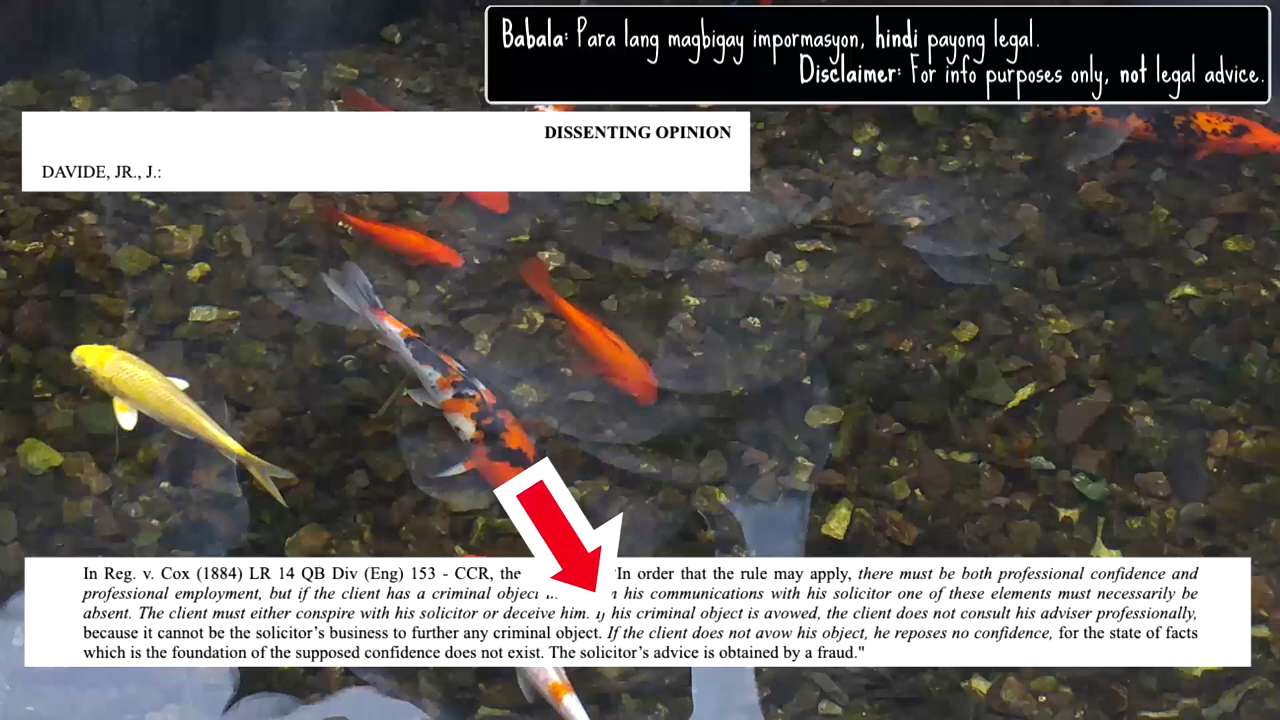 Babala: Para lang magbigay impormasyon, hindi payong legal.
Disclaimer: For info purposes only, not legal advice.
DISSENTING OPINION
DAVIDE, JR., J.:
In Reg. v. Cox (1884) LR 14 QB Div (Eng) 153 - CCR, the "In order that the rule may apply, there must be both professional confidence and
professional employment, but if the client has a criminal object his communications with his solicitor one of these elements must necessarily be
absent. The client must either conspire with his solicitor or deceive him. his criminal object is avowed, the client does not consult his adviser professionally,
because it cannot be the solicitor's business to further any criminal object. If the client does not avow his object, he reposes no confidence, for the state of facts
which is the foundation of the supposed confidence does not exist. The solicitor's advice is obtained by a fraud."